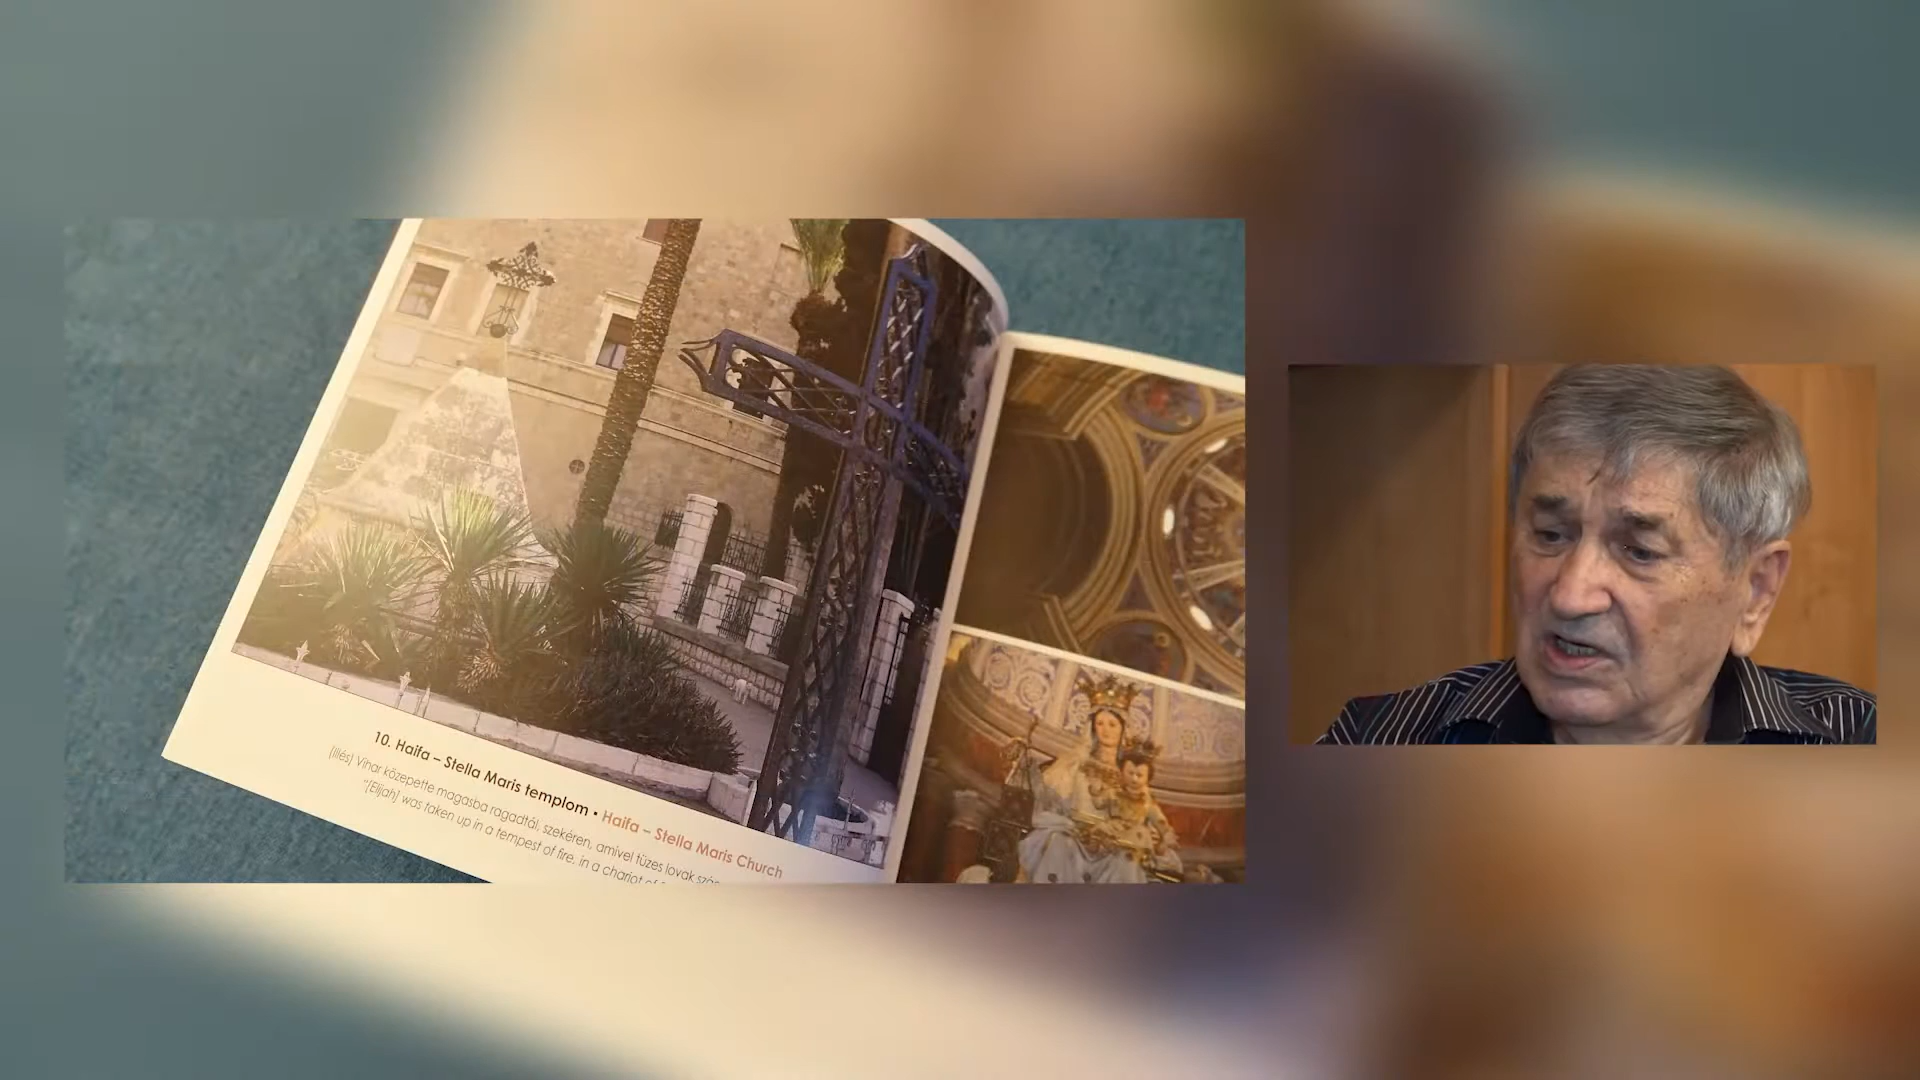 10. Haifa – Stella Maris templom • Haifa – Stella Maris Church
(Illés) Vihar közepette magasba ragadtál, szekéren, amivel tüzes lovak
"(Elijah) was taken up in a tempest of fire, in a chariot of